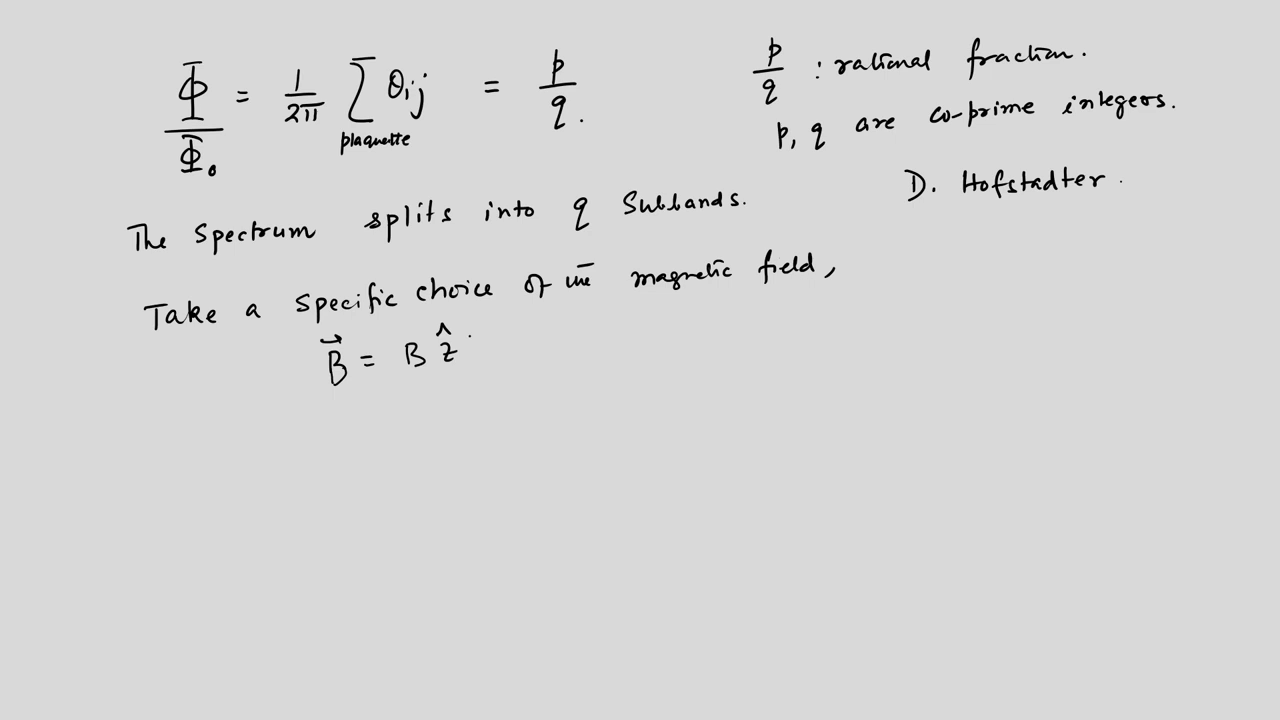 Φ/Φ₀ = 1/2π ∑ θij = p/q.
plaquette
p/q : rational fraction.
p, q are co-prime integers.
D. Hofstadter.
The Spectrum splits into q Subbands.
Take a specific choice of the magnetic field,
B⃗ = B ẑ.